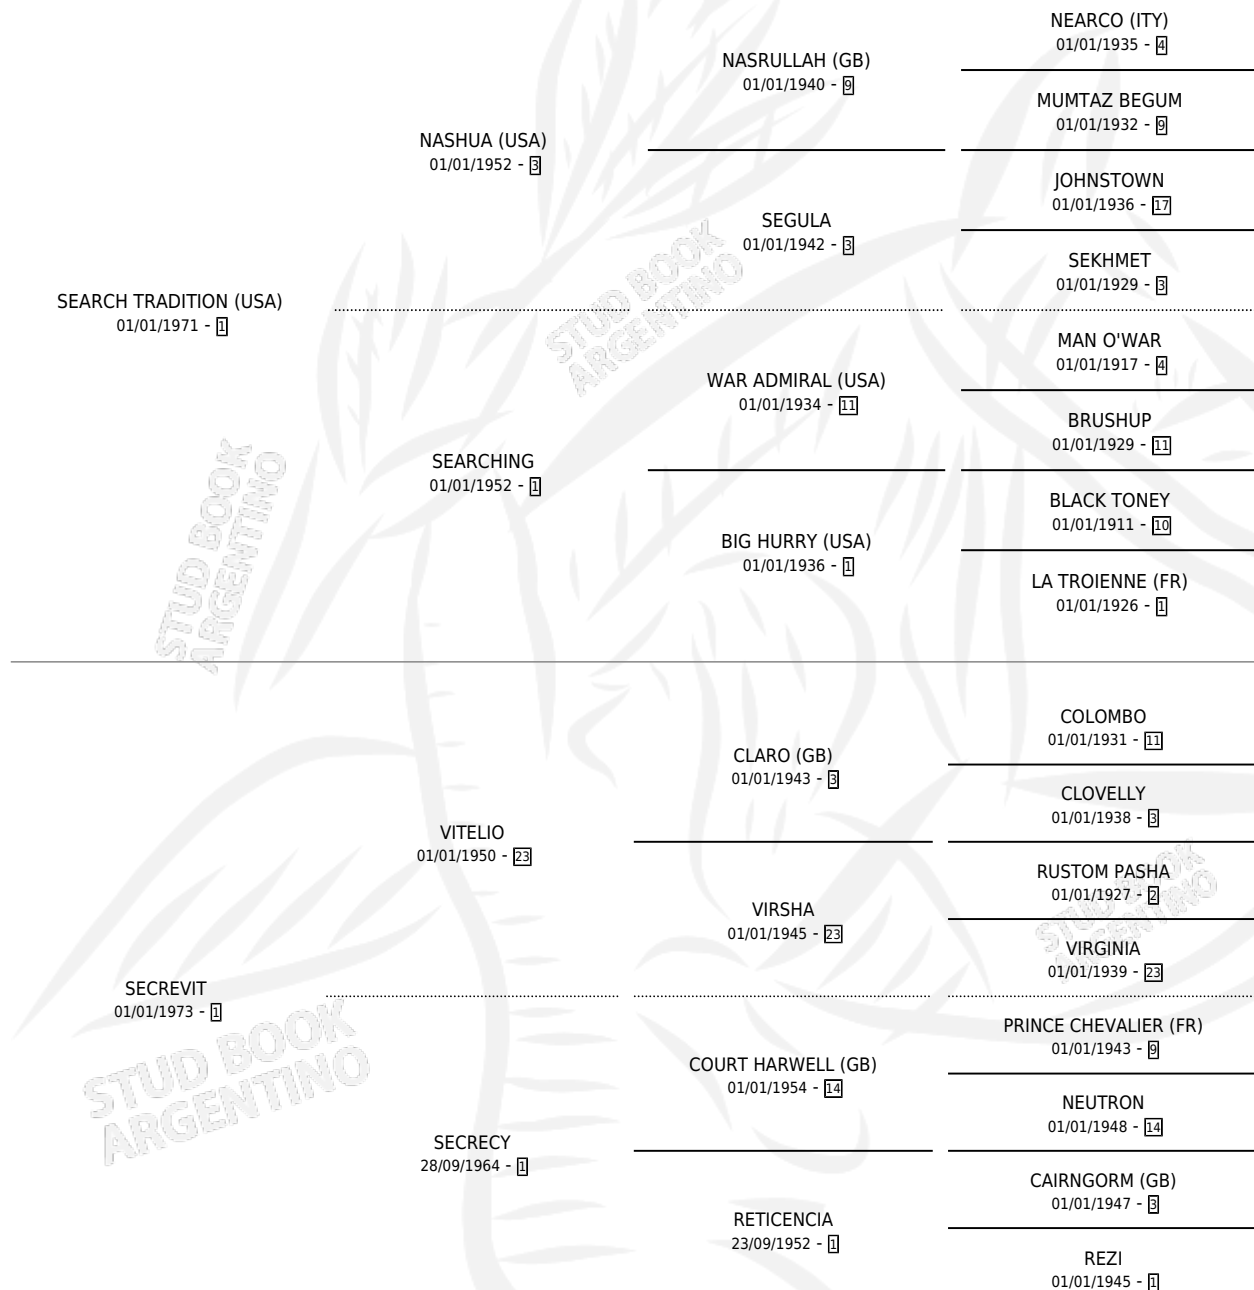 NEARCO (ITY)
01/01/1935 - 4
NASRULLAH (GB)
01/01/1940 - 9
MUMTAZ BEGUM
01/01/1932 - 9
NASHUA (USA)
01/01/1952 - 3
JOHNSTOWN
01/01/1936 - 17
SEGULA
01/01/1942 - 3
SEKHMET
01/01/1929 - 3
SEARCH TRADITION (USA)
01/01/1971 - 1
MAN O'WAR
01/01/1917 - 4
WAR ADMIRAL (USA)
01/01/1934 - 11
BRUSHUP
01/01/1929 - 11
SEARCHING
01/01/1952 - 1
BLACK TONEY
01/01/1911 - 10
BIG HURRY (USA)
01/01/1936 - 1
LA TROIENNE (FR)
01/01/1926 - 1
COLOMBO
01/01/1931 - 11
CLARO (GB)
01/01/1943 - 3
CLOVELLY
01/01/1938 - 3
VITELIO
01/01/1950 - 23
RUSTOM PASHA
01/01/1927 - 2
VIRSHA
01/01/1945 - 23
VIRGINIA
01/01/1939 - 23
SECREVIT
01/01/1973 - 1
PRINCE CHEVALIER (FR)
01/01/1943 - 9
COURT HARWELL (GB)
01/01/1954 - 14
NEUTRON
01/01/1948 - 14
SECRECY
28/09/1964 - 1
CAIRNGORM (GB)
01/01/1947 - 3
RETICENCIA
23/09/1952 - 1
REZI
01/01/1945 - 1
STUD BOOK
ARGENTINO
STUD BOOK
ARGENTINO
STUD BOOK
ARGENTINO
STUD BOOK
ARGENTINO